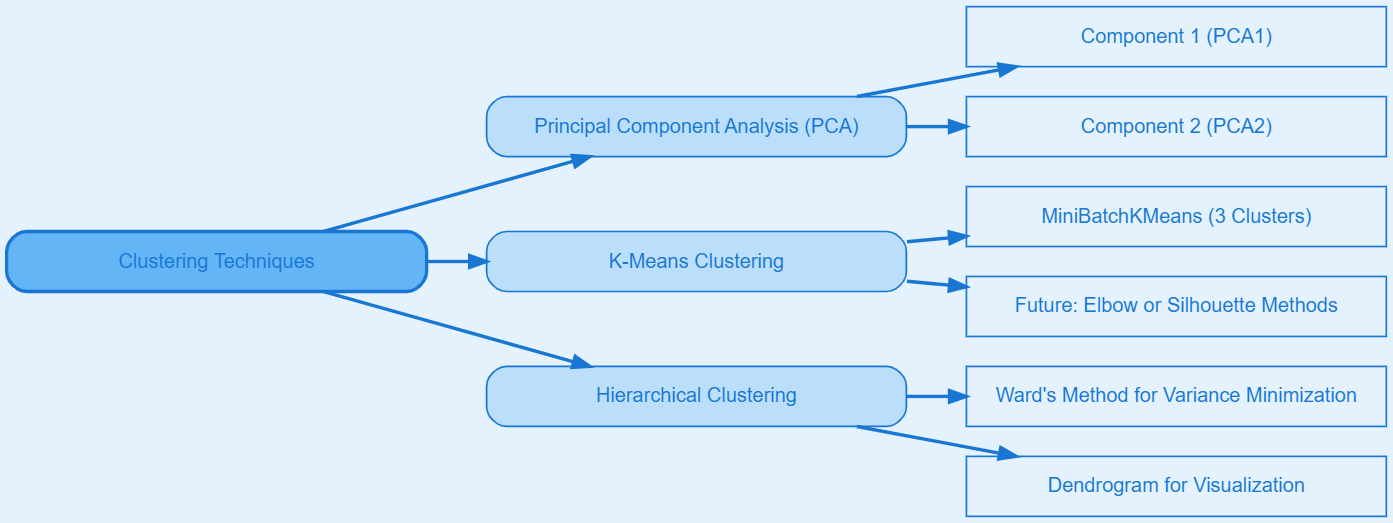 Component 1 (PCA1)
Principal Component Analysis (PCA)
Component 2 (PCA2)
MiniBatchKMeans (3 Clusters)
Clustering Techniques
K-Means Clustering
Future: Elbow or Silhouette Methods
Hierarchical Clustering
Ward's Method for Variance Minimization
Dendrogram for Visualization